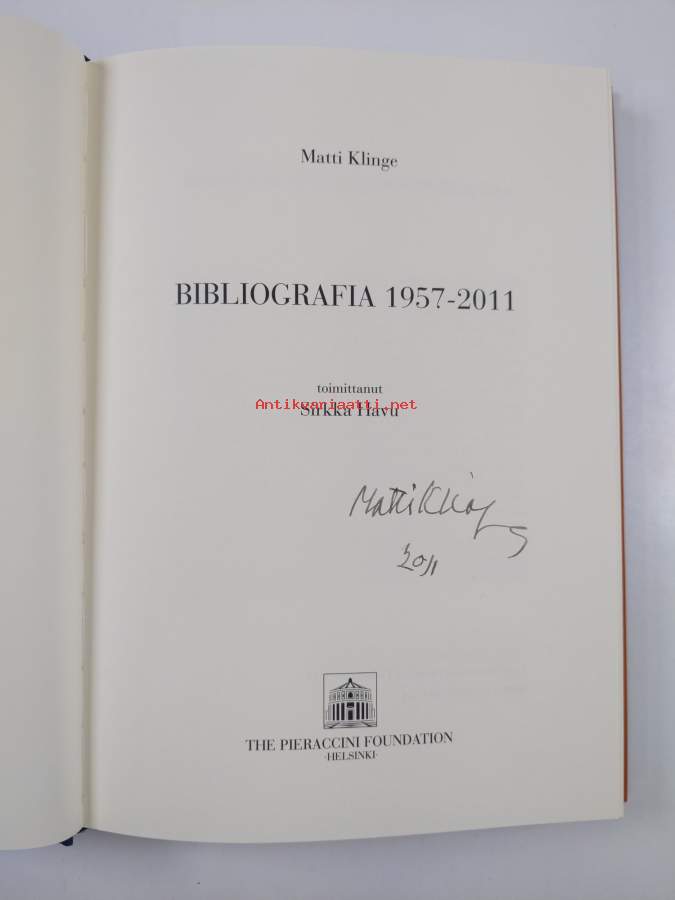 Matti Klinge
BIBLIOGRAFIA 1957-2011
toimittanut
Antikvariaatti.net
Sirkka Havu
Matti Klinge
2011
THE PIERACCINI FOUNDATION
·HELSINKI·